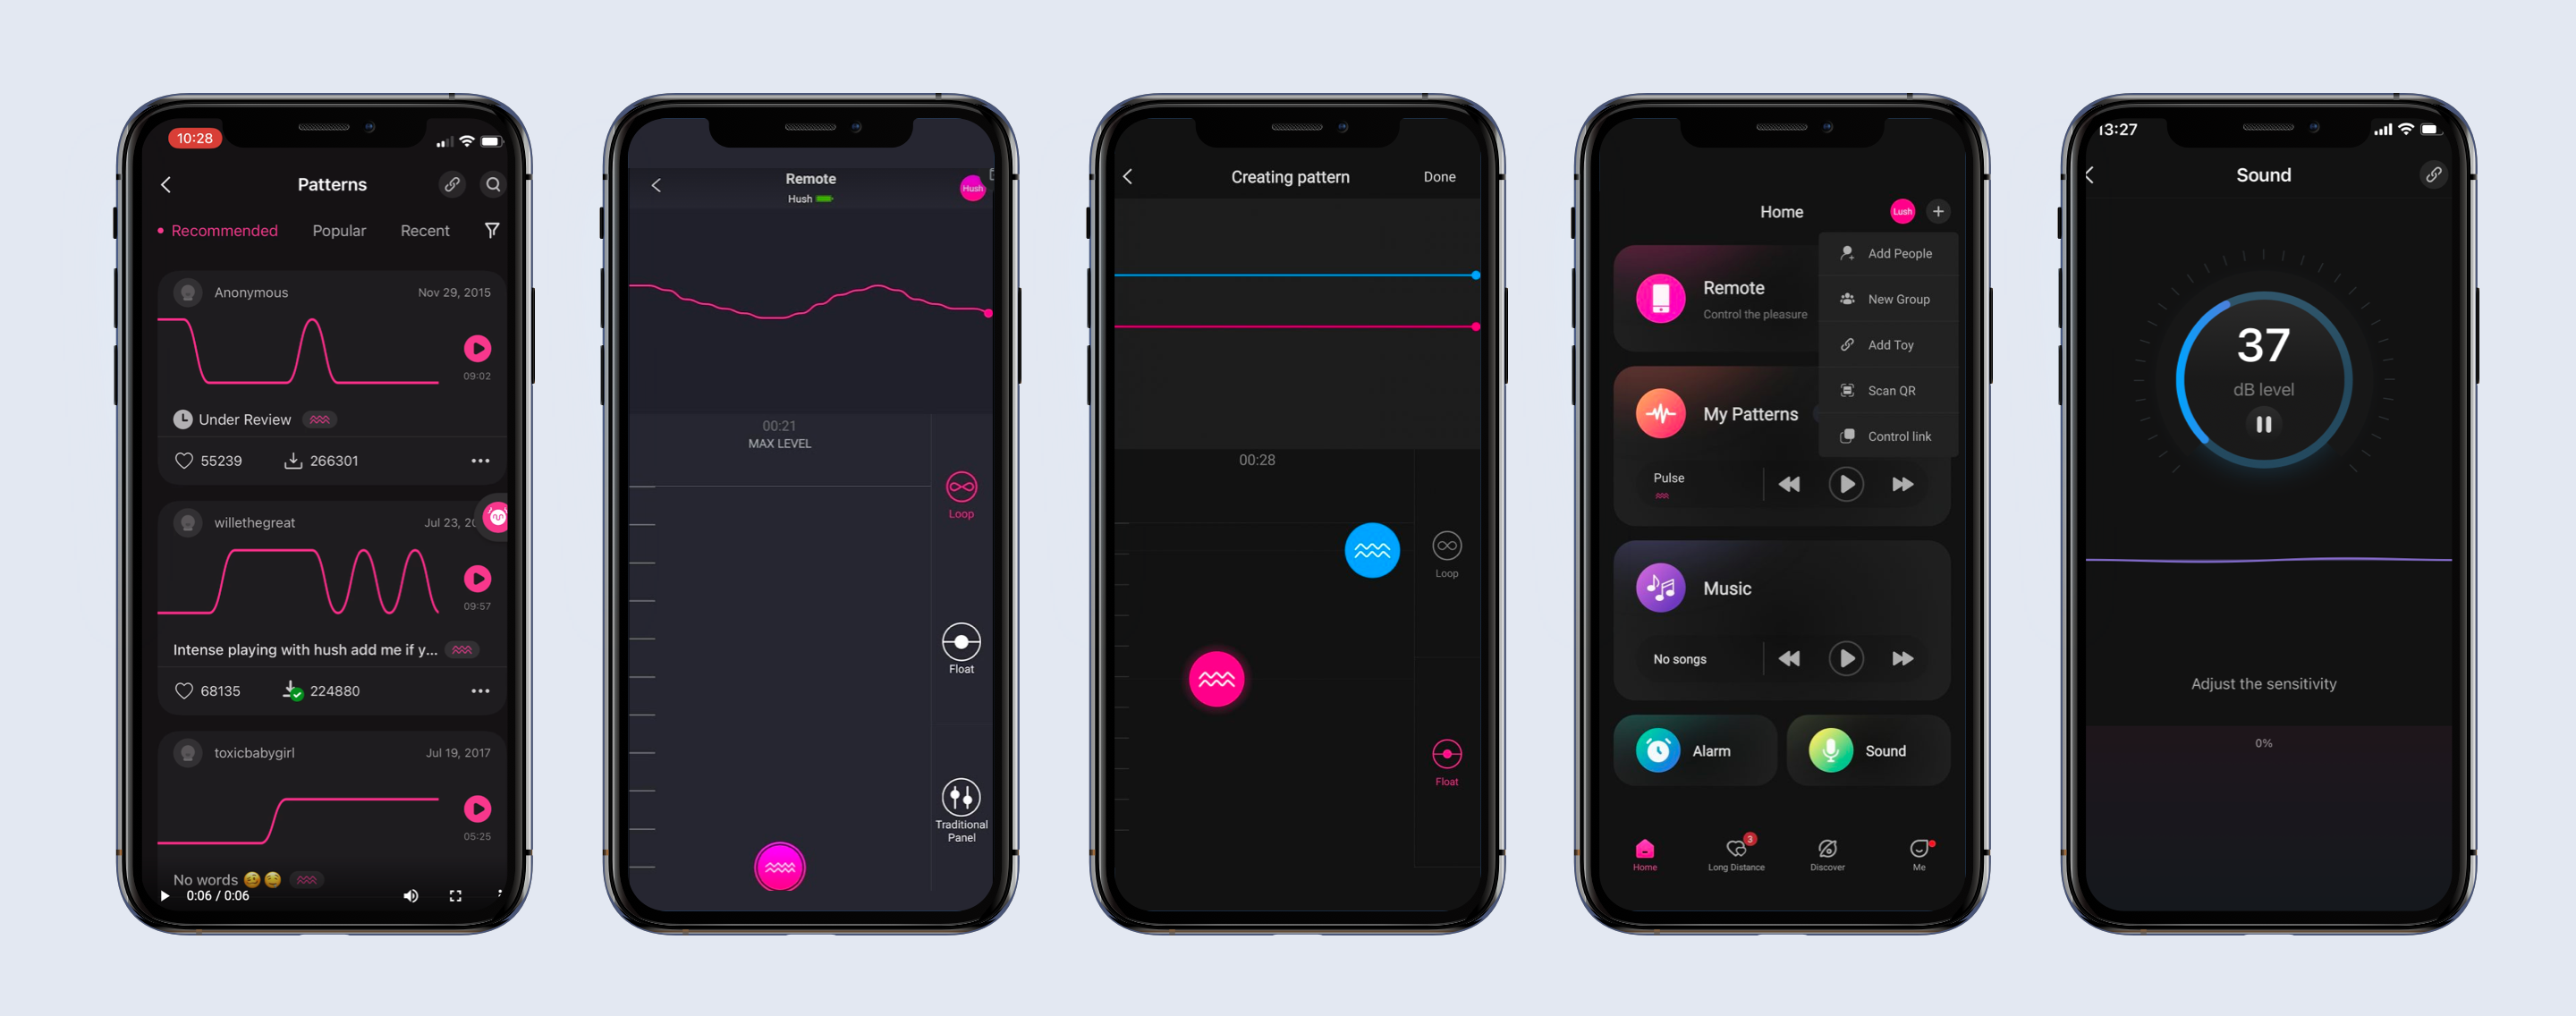 10:28
Patterns
Recommended Popular Recent
Anonymous Nov 29, 2015
09:02
Under Review
55239 266301
willethegreat Jul 23, 20
09:57
Intense playing with hush add me if y...
68135 224880
toxicbabygirl Jul 19, 2017
05:25
No words
0:06 / 0:06
Remote
Hush
Hush
00:21
MAX LEVEL
Loop
Float
Traditional
Panel
Creating pattern Done
00:28
Loop
Float
Home Lush
Add People
New Group
Add Toy
Scan QR
Control link
Remote
Control the pleasure
My Patterns
Pulse
Music
No songs
Alarm Sound
3
Home Long Distance Discover Me
13:27
Sound
37
dB level
Adjust the sensitivity
0%